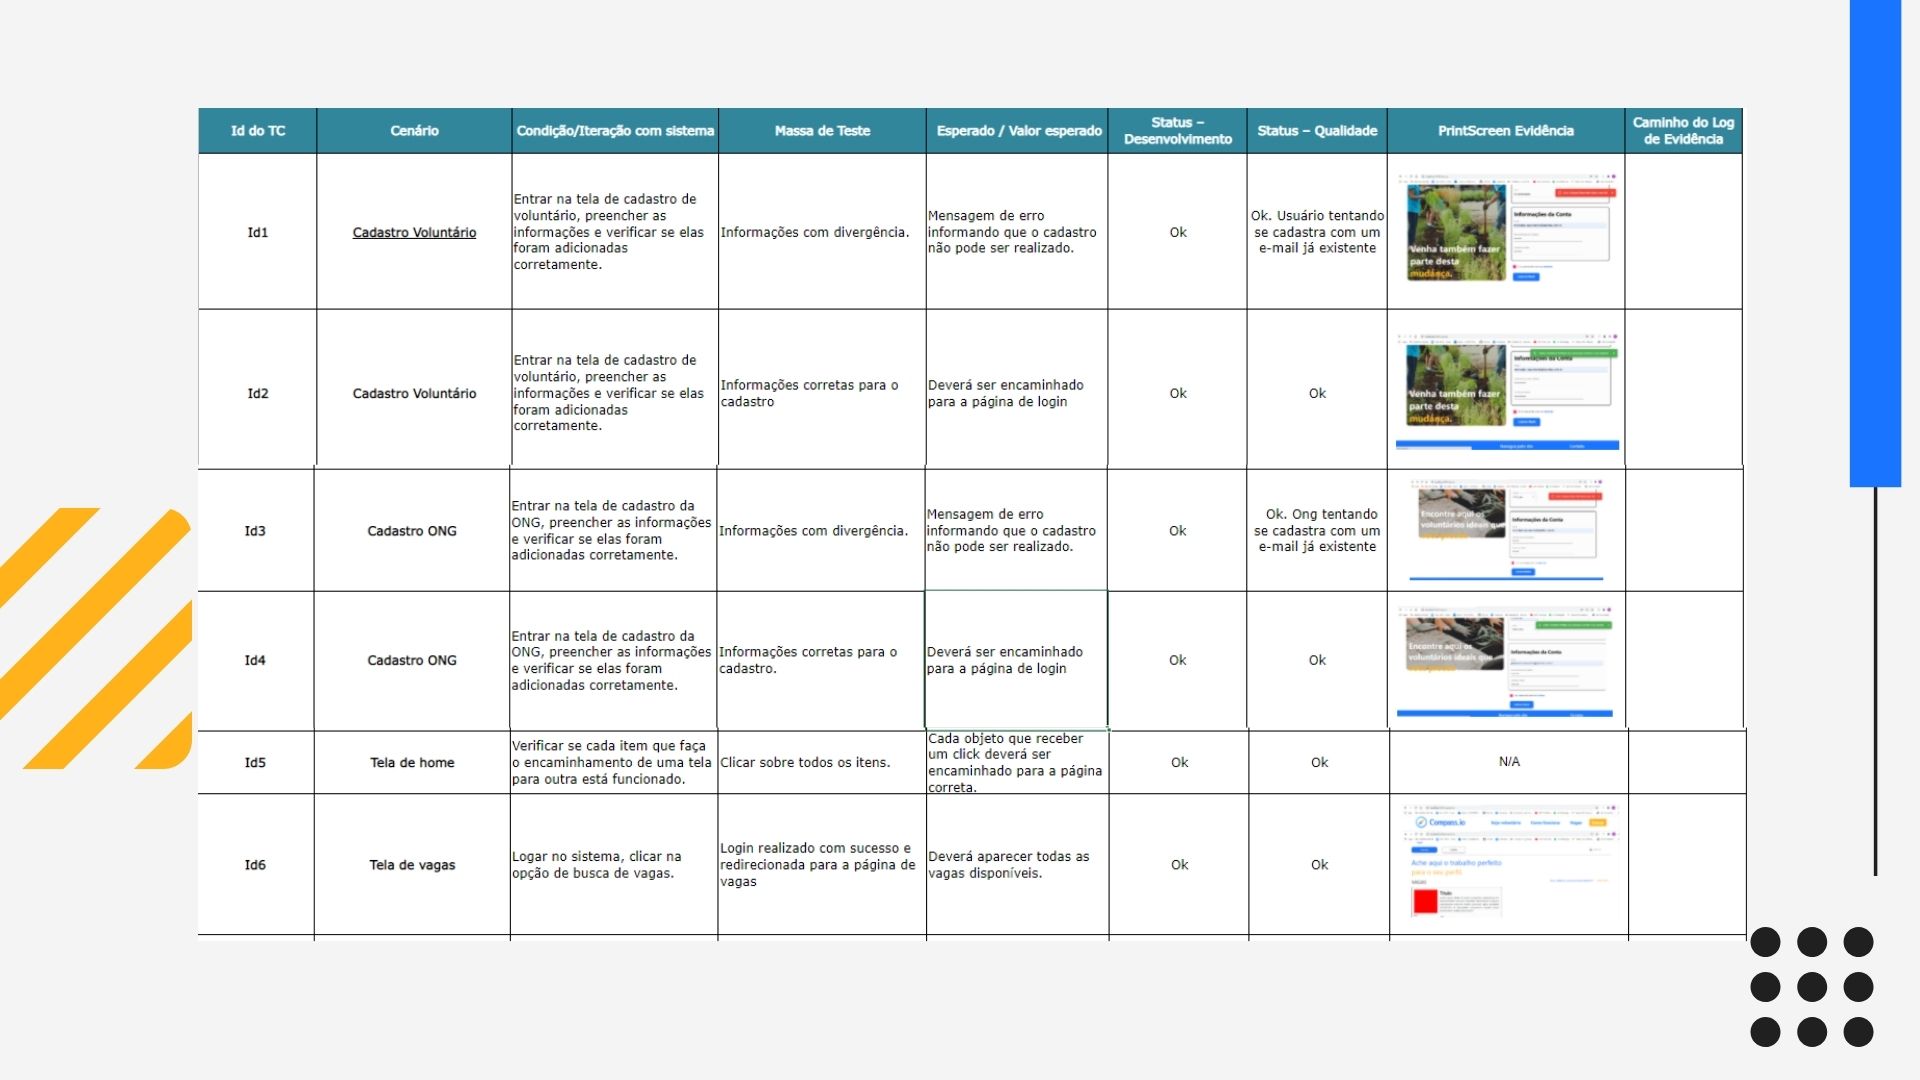 Id do TC
Cenário
Condição/Iteração com sistema
Massa de Teste
Esperado / Valor esperado
Status –
Desenvolvimento
Status – Qualidade
PrintScreen Evidência
Caminho do Log
de Evidência
Id1
Cadastro Voluntário
Entrar na tela de cadastro de
voluntário, preencher as
informações e verificar se elas
foram adicionadas
corretamente.
Informações com divergência.
Mensagem de erro
informando que o cadastro
não pode ser realizado.
Ok
Ok. Usuário tentando
se cadastra com um
e-mail já existente
Venha também fazer
parte desta
mudança.
Informações da Conta
Id2
Cadastro Voluntário
Entrar na tela de cadastro de
voluntário, preencher as
informações e verificar se elas
foram adicionadas
corretamente.
Informações corretas para o
cadastro
Deverá ser encaminhado
para a página de login
Ok
Ok
Venha também fazer
parte desta
mudança.
Informações da Conta
Id3
Cadastro ONG
Entrar na tela de cadastro da
ONG, preencher as informações
e verificar se elas foram
adicionadas corretamente.
Informações com divergência.
Mensagem de erro
informando que o cadastro
não pode ser realizado.
Ok
Ok. Ong tentando
se cadastra com um
e-mail já existente
Encontre aqui os
voluntários ideais que
Informações da Conta
Id4
Cadastro ONG
Entrar na tela de cadastro da
ONG, preencher as informações
e verificar se elas foram
adicionadas corretamente.
Informações corretas para o
cadastro.
Deverá ser encaminhado
para a página de login
Ok
Ok
Encontre aqui os
voluntários ideais que
Informações da Conta
Id5
Tela de home
Verificar se cada item que faça
o encaminhamento de uma tela
para outra está funcionado.
Clicar sobre todos os itens.
Cada objeto que receber
um click deverá ser
encaminhado para a página
correta.
Ok
Ok
N/A
Id6
Tela de vagas
Logar no sistema, clicar na
opção de busca de vagas.
Login realizado com sucesso e
redirecionada para a página de
vagas
Deverá aparecer todas as
vagas disponíveis.
Ok
Ok
Compass.io
Ache aqui o trabalho perfeito
para o seu perfil
Título